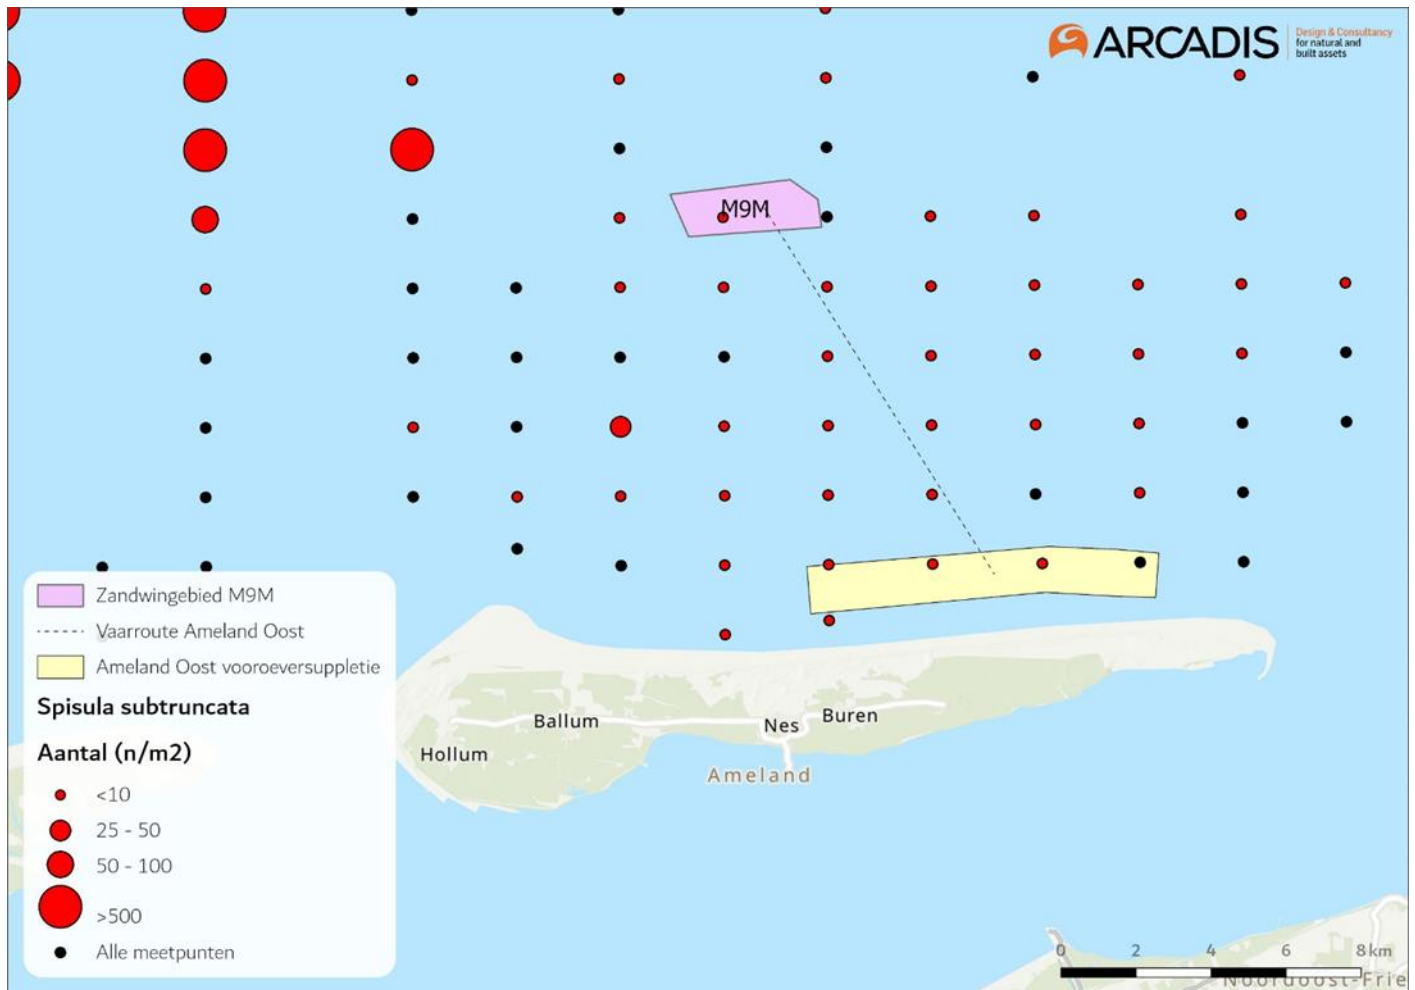 ARCADIS
Design & Consultancy
for natural and
built assets
M9M
Zandwingebied M9M
Vaarroute Ameland Oost
Ameland Oost vooroeversuppletie
Spisula subtruncata
Aantal (n/m2)
<10
25 - 50
50 - 100
>500
Alle meetpunten
Ballum
Nes
Buren
Hollum
Ameland
0 2 4 6 8 km
Noordoost-Frie